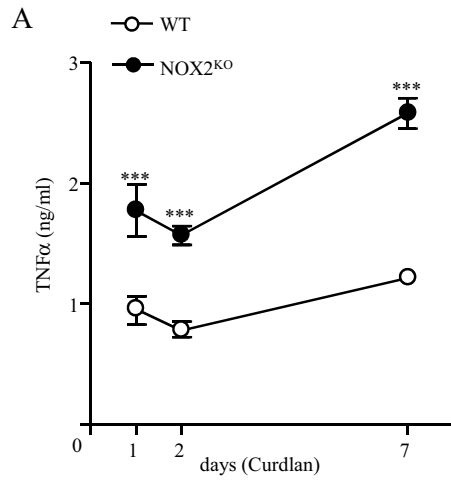 A
WT
NOX2ᴷᴼ
3
***
***
***
2
TNFα (ng/ml)
1
0
1
2
7
days (Curdlan)